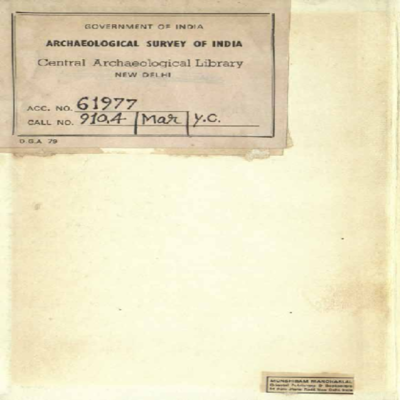 GOVERNMENT OF INDIA
ARCHAEOLOGICAL SURVEY OF INDIA
Central Archaeological Library
NEW DELHI
ACC. NO. 61977
CALL NO. 910.4 | Mar | Y.C.
D.G.A. 79
MUNSHIRAM MANOHARLAL